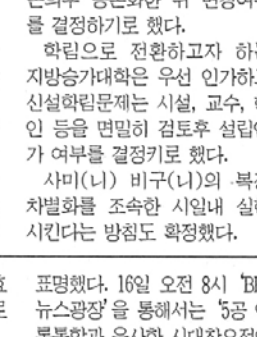 를 결정하기로 했다.
학림으로 전환하고자 하는
지방승가대학은 우선 인가하고
신설학림문제는 시설, 교수,
인 등을 면밀히 검토후 설립인
가 여부를 결정키로 했다.
사미(니) 비구(니)의 복장
차별화를 조속한 시일내 실
시킨다는 방침도 확정했다.
표명했다. 16일 오전 8시
뉴스광장'을 통해서는 '5공